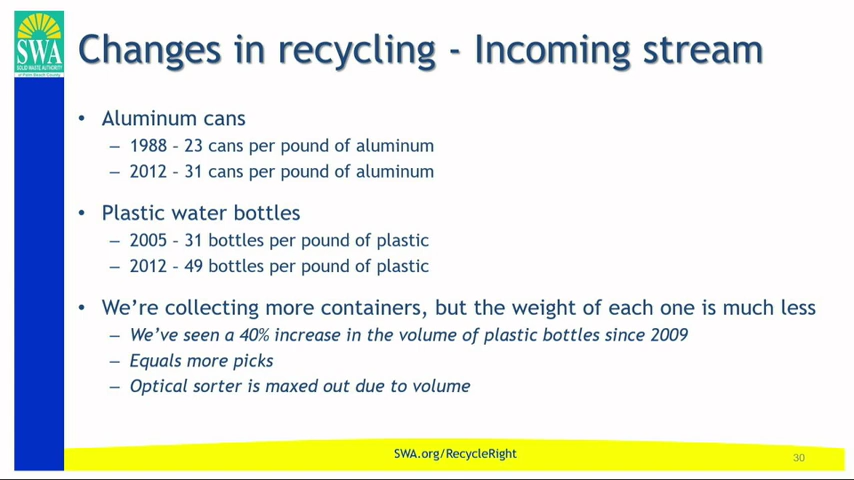 SWA
SOLID WASTE AUTHORITY
of Palm Beach County
Changes in recycling - Incoming stream
• Aluminum cans
– 1988 – 23 cans per pound of aluminum
– 2012 – 31 cans per pound of aluminum
• Plastic water bottles
– 2005 – 31 bottles per pound of plastic
– 2012 – 49 bottles per pound of plastic
• We’re collecting more containers, but the weight of each one is much less
– We’ve seen a 40% increase in the volume of plastic bottles since 2009
– Equals more picks
– Optical sorter is maxed out due to volume
SWA.org/RecycleRight
30